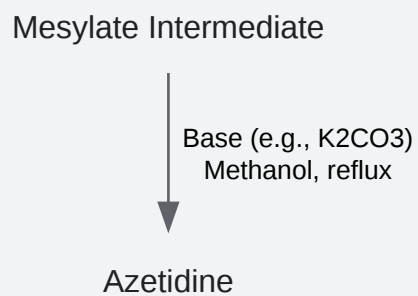 Mesylate Intermediate
Base (e.g., K2CO3)
Methanol, reflux
Azetidine